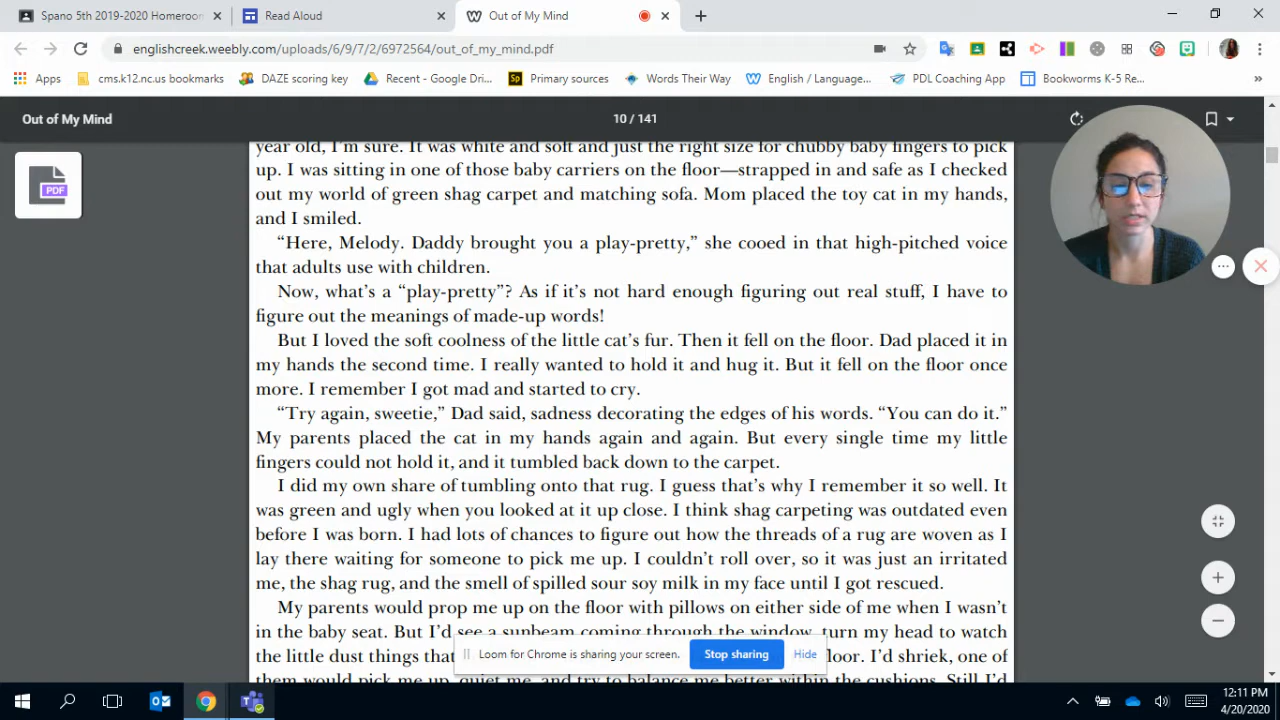 Spano 5th 2019-2020 Homeroom
Read Aloud
Out of My Mind
englishcreek.weebly.com/uploads/6/9/7/2/6972564/out_of_my_mind.pdf
Apps
cms.k12.nc.us bookmarks
DAZE scoring key
Recent - Google Dri...
Sp
Primary sources
Words Their Way
English / Language...
PDL Coaching App
Bookworms K-5 Re...
»
Out of My Mind
10 / 141
PDF
year old, I'm sure. It was white and soft and just the right size for chubby baby fingers to pick
up. I was sitting in one of those baby carriers on the floor—strapped in and safe as I checked
out my world of green shag carpet and matching sofa. Mom placed the toy cat in my hands,
and I smiled.
“Here, Melody. Daddy brought you a play-pretty,” she cooed in that high-pitched voice
that adults use with children.
Now, what's a “play-pretty”? As if it's not hard enough figuring out real stuff, I have to
figure out the meanings of made-up words!
But I loved the soft coolness of the little cat's fur. Then it fell on the floor. Dad placed it in
my hands the second time. I really wanted to hold it and hug it. But it fell on the floor once
more. I remember I got mad and started to cry.
“Try again, sweetie,” Dad said, sadness decorating the edges of his words. “You can do it.”
My parents placed the cat in my hands again and again. But every single time my little
fingers could not hold it, and it tumbled back down to the carpet.
I did my own share of tumbling onto that rug. I guess that's why I remember it so well. It
was green and ugly when you looked at it up close. I think shag carpeting was outdated even
before I was born. I had lots of chances to figure out how the threads of a rug are woven as I
lay there waiting for someone to pick me up. I couldn't roll over, so it was just an irritated
me, the shag rug, and the smell of spilled sour soy milk in my face until I got rescued.
My parents would prop me up on the floor with pillows on either side of me when I wasn't
in the baby seat. But I'd see a sunbeam coming through the window, turn my head to watch
the little dust things that floor. I'd shriek, one of
them would pick me up, quiet me, and try to balance me better within the cushions. Still I'd
Loom for Chrome is sharing your screen.
Stop sharing
Hide
12:11 PM
4/20/2020